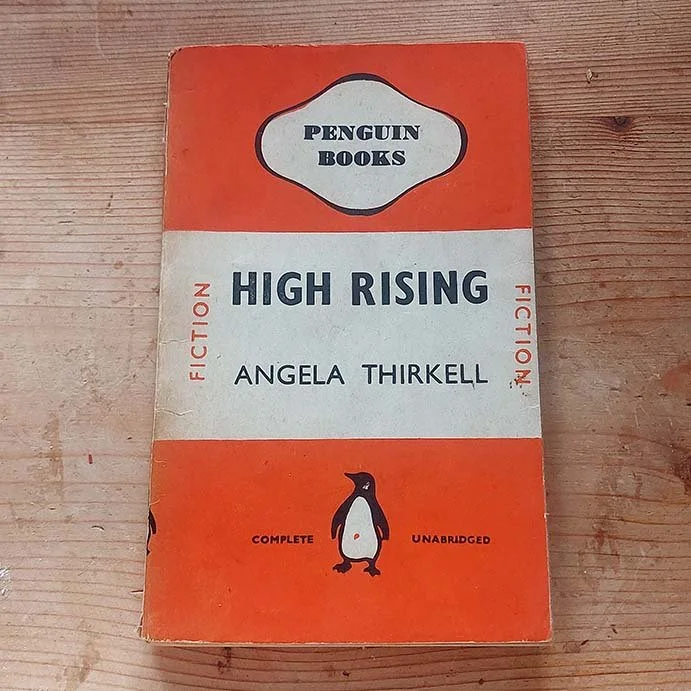 PENGUIN
BOOKS
HIGH RISING
ANGELA THIRKELL
FICTION
FICTION
COMPLETE
UNABRIDGED